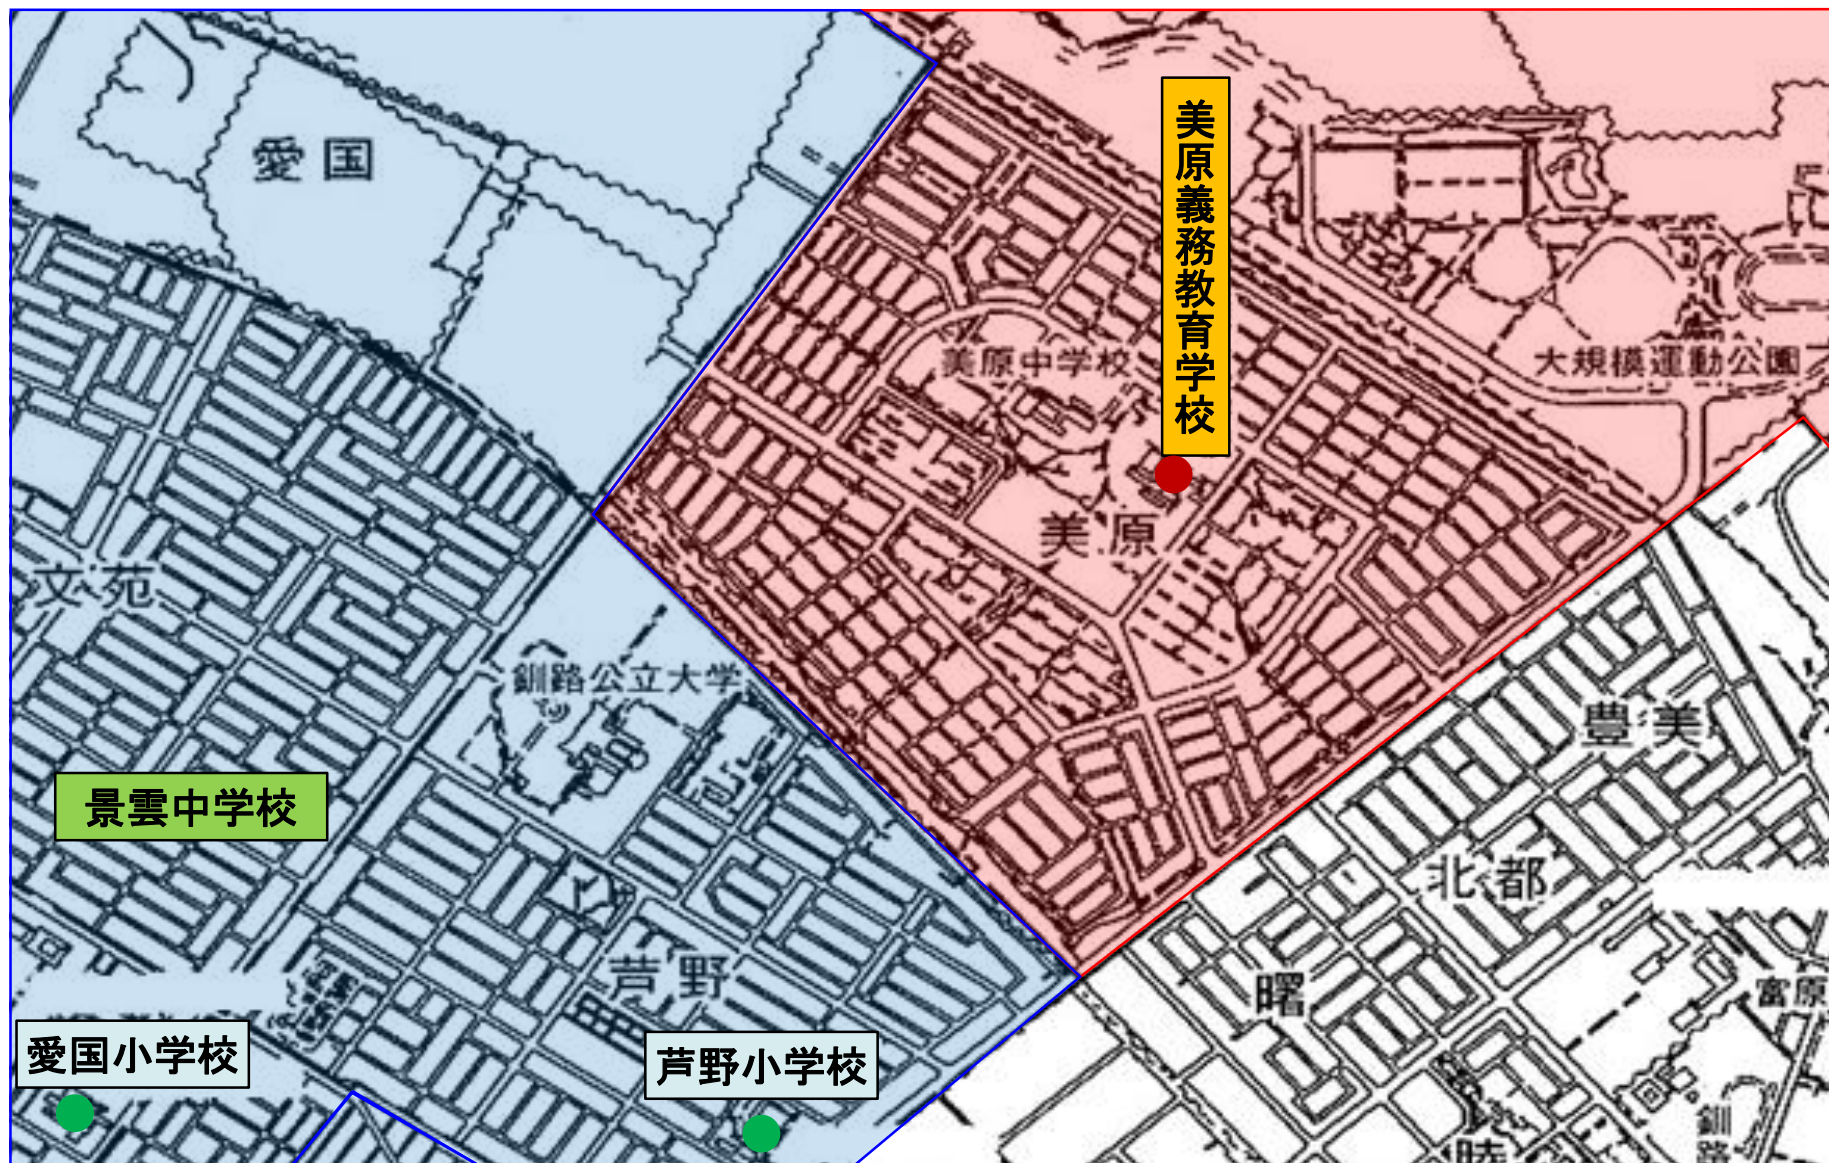 愛国
美原義務教育学校
美原中学校
大規模運動公園
美原
文苑
釧路公立大学
豊美
景雲中学校
北都
芦野
曙
富原
愛国小学校
芦野小学校
釧路